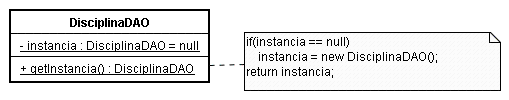 DisciplinaDAO
- instancia : DisciplinaDAO = null
+ getInstancia() : DisciplinaDAO
if(instancia == null)
instancia = new DisciplinaDAO();
return instancia;